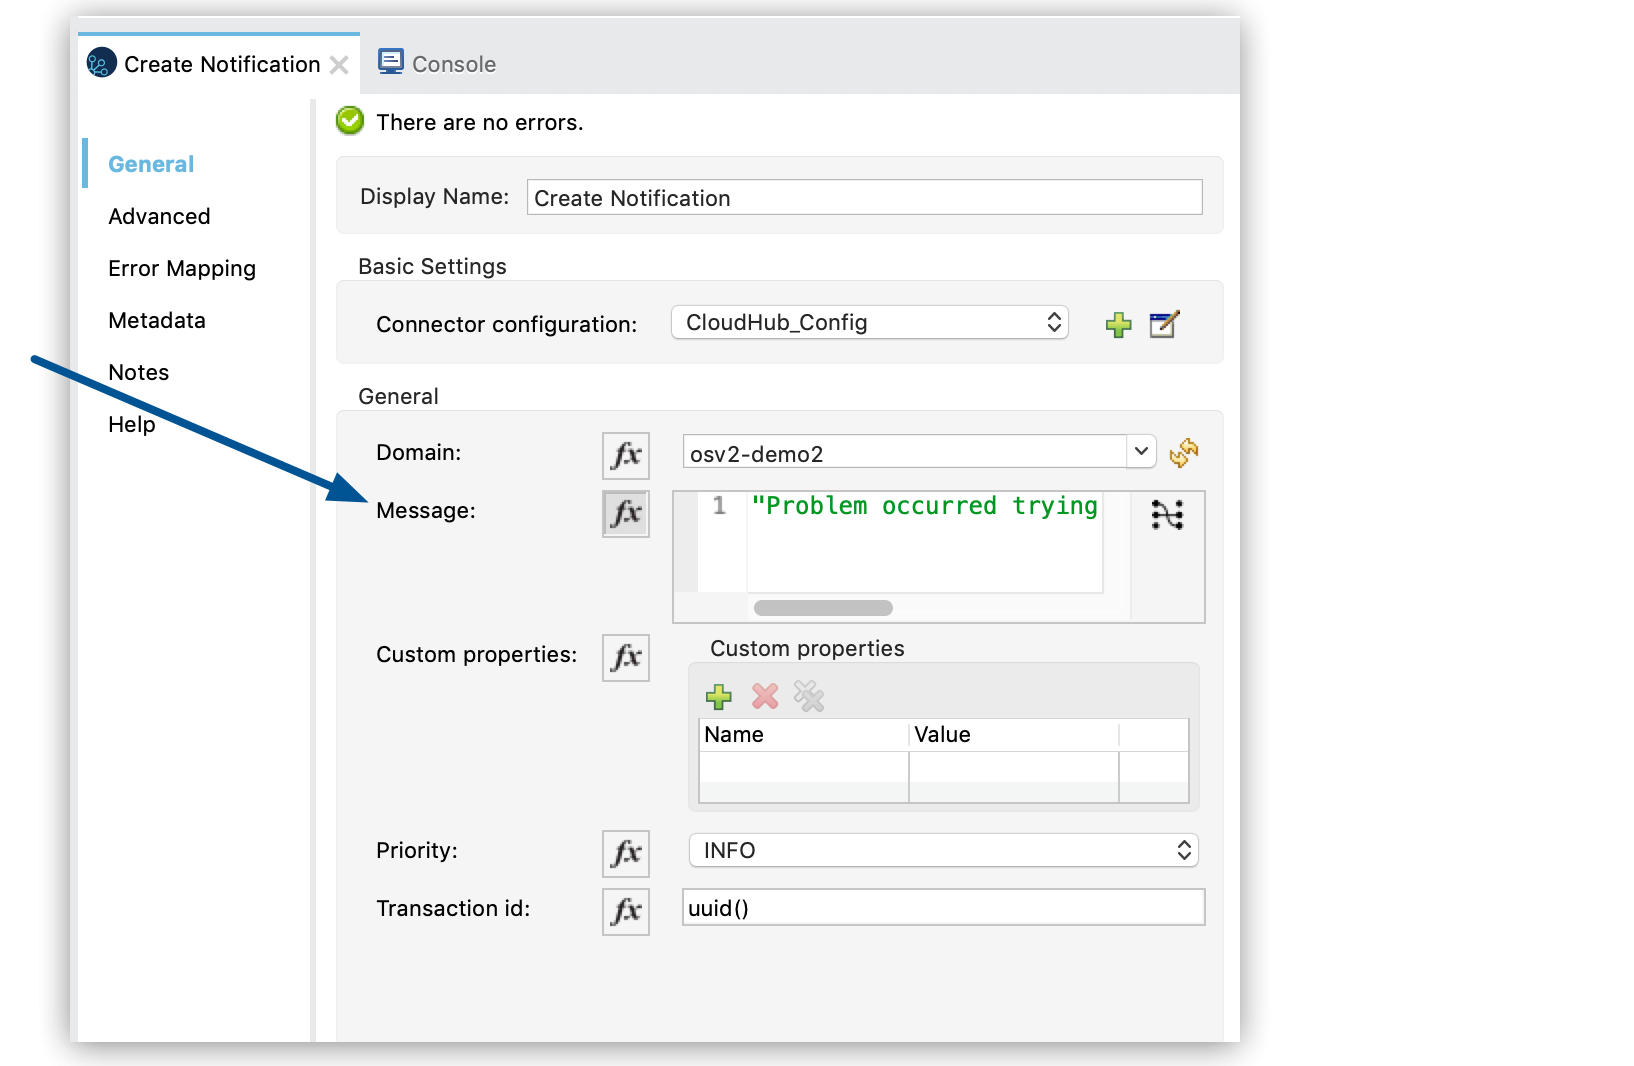 Create Notification
Console
There are no errors.
General
Advanced
Error Mapping
Metadata
Notes
Help
Display Name: Create Notification
Basic Settings
Connector configuration: CloudHub_Config
General
Domain: fx osv2-demo2
Message: fx 1 "Problem occurred trying
Custom properties: fx Custom properties
Name Value
Priority: fx INFO
Transaction id: fx uuid()